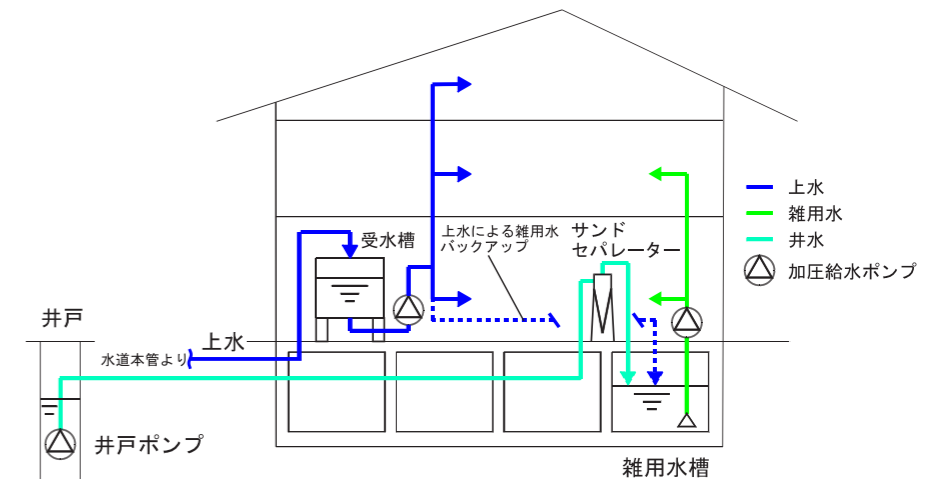 上水
雑用水
井水
加圧給水ポンプ
受水槽
上水による雑用水
バックアップ
サンド
セパレーター
井戸
上水
水道本管より
井戸ポンプ
雑用水槽